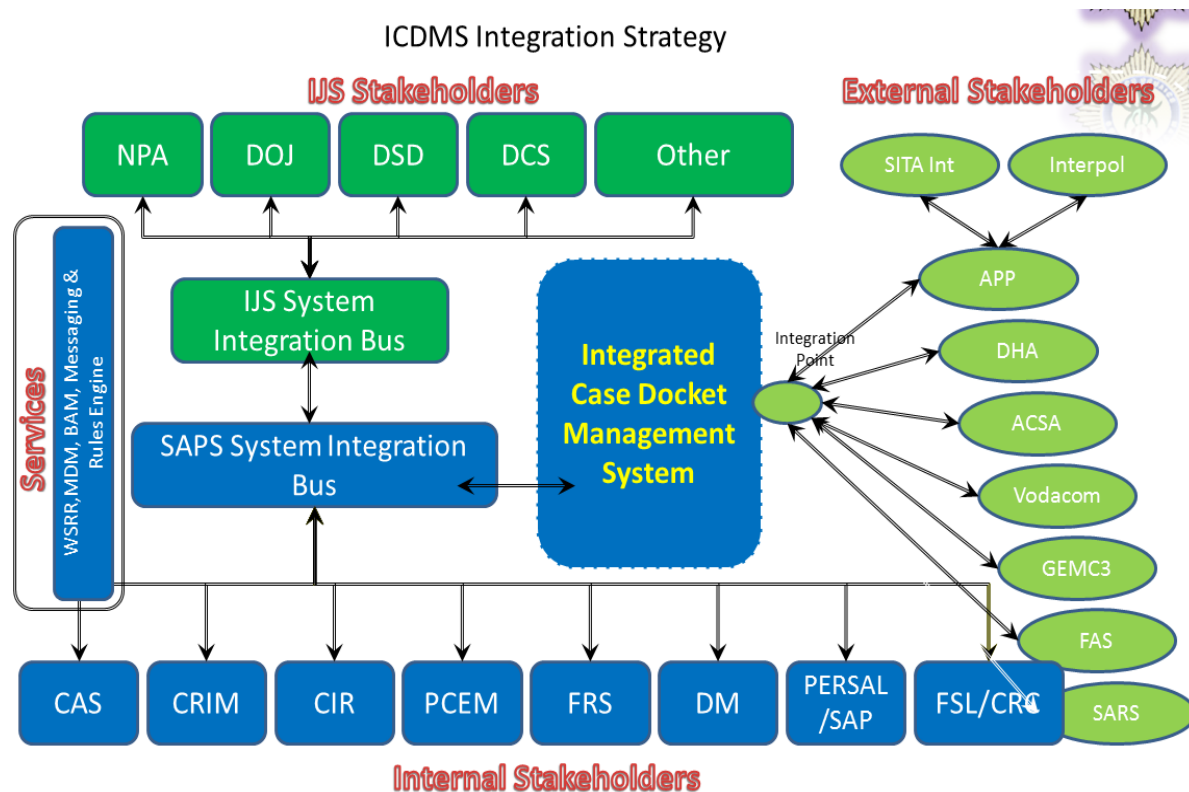 ICDMS Integration Strategy
IJS Stakeholders
External Stakeholders
NPA
DOJ
DSD
DCS
Other
SITA Int
Interpol
APP
IJS System
Integration Bus
Integration
Point
DHA
ACSA
Vodacom
GEMC3
FAS
SARS
Integrated
Case Docket
Management
System
SAPS System Integration
Bus
Services
WSRR,MDM, BAM, Messaging &
Rules Engine
CAS
CRIM
CIR
PCEM
FRS
DM
PERSAL
/SAP
FSL/CRC
Internal Stakeholders